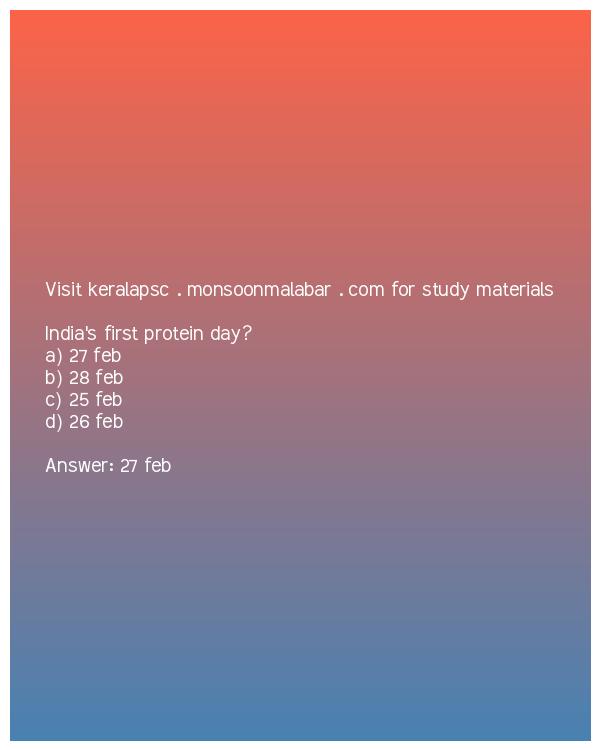 Visit keralapsc . monsoonmalabar . com for study materials
India's first protein day?
a) 27 feb
b) 28 feb
c) 25 feb
d) 26 feb
Answer: 27 feb